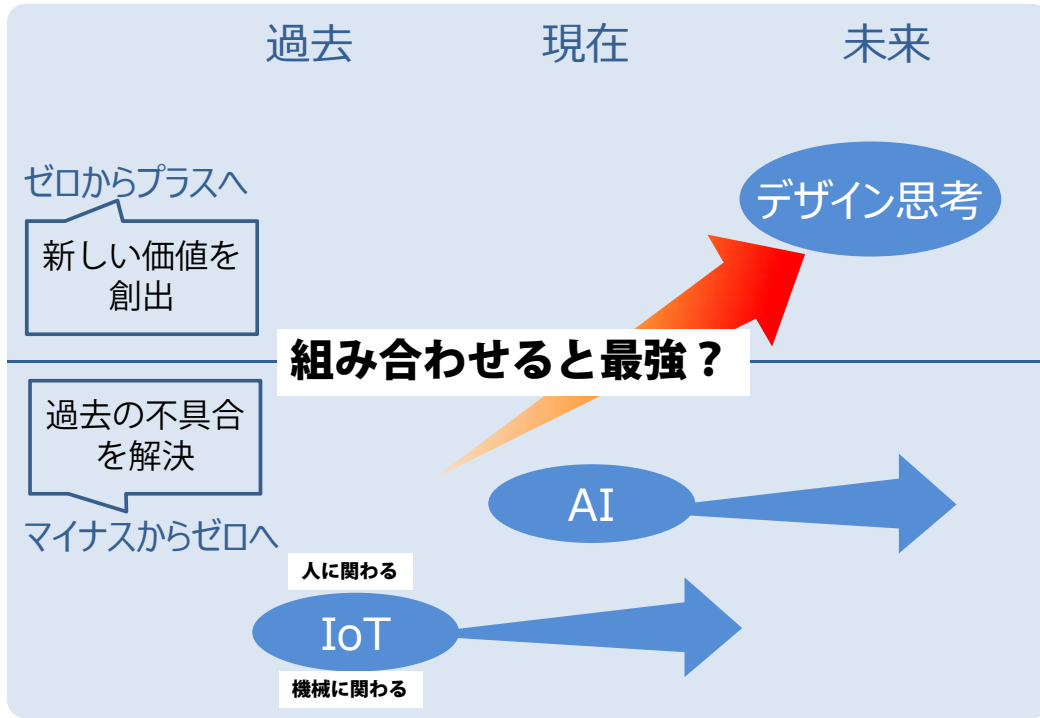 過去 現在 未来
ゼロからプラスへ
デザイン思考
新しい価値を
創出
組み合わせると最強？
過去の不具合
を解決
マイナスからゼロへ
AI
人に関わる
IoT
機械に関わる